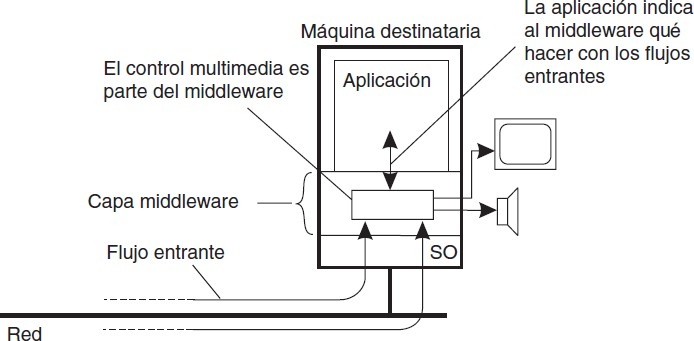 La aplicación indica
al middleware qué
hacer con los flujos
entrantes
Máquina destinataria
El control multimedia es
parte del middleware
Aplicación
Capa middleware
Flujo entrante
SO
Red